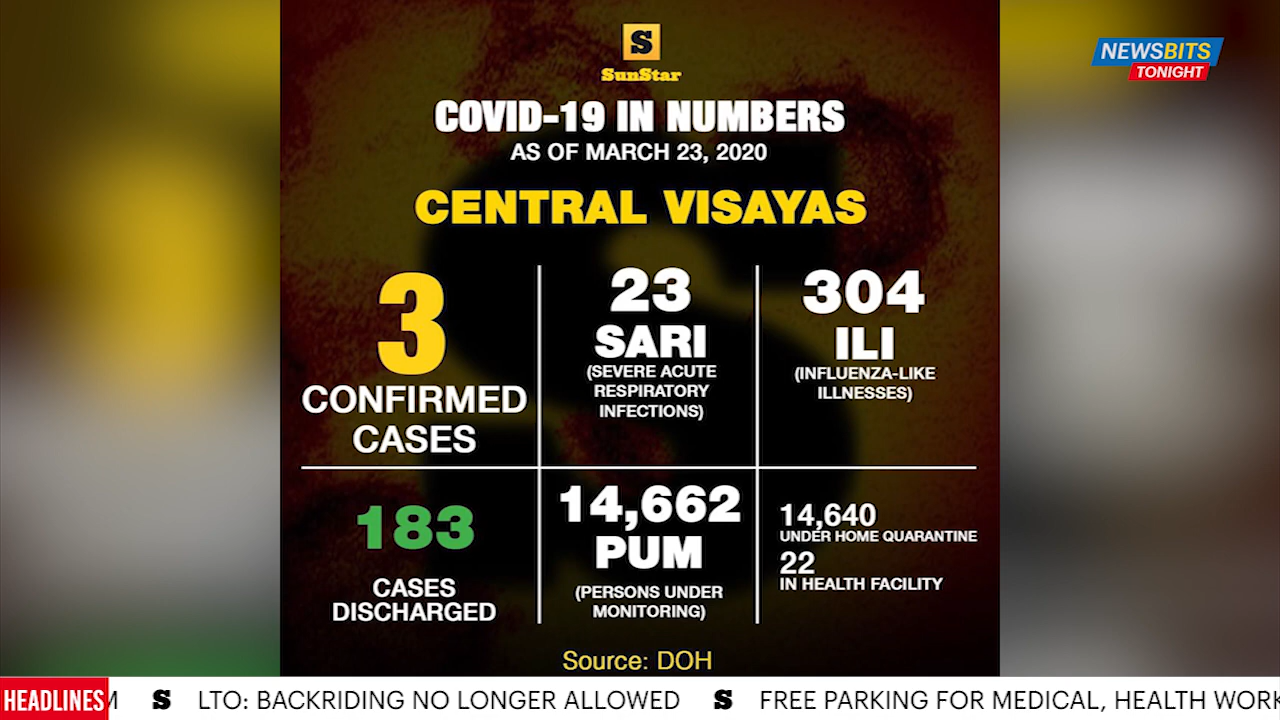 S
SunStar
NEWSBITS
TONIGHT
COVID-19 IN NUMBERS
AS OF MARCH 23, 2020
CENTRAL VISAYAS
3
CONFIRMED
CASES
23
SARI
(SEVERE ACUTE
RESPIRATORY
INFECTIONS)
304
ILI
(INFLUENZA-LIKE
ILLNESSES)
183
CASES
DISCHARGED
14,662
PUM
(PERSONS UNDER
MONITORING)
14,640
UNDER HOME QUARANTINE
22
IN HEALTH FACILITY
Source: DOH
HEADLINES M S LTO: BACKRIDING NO LONGER ALLOWED S FREE PARKING FOR MEDICAL, HEALTH WORK